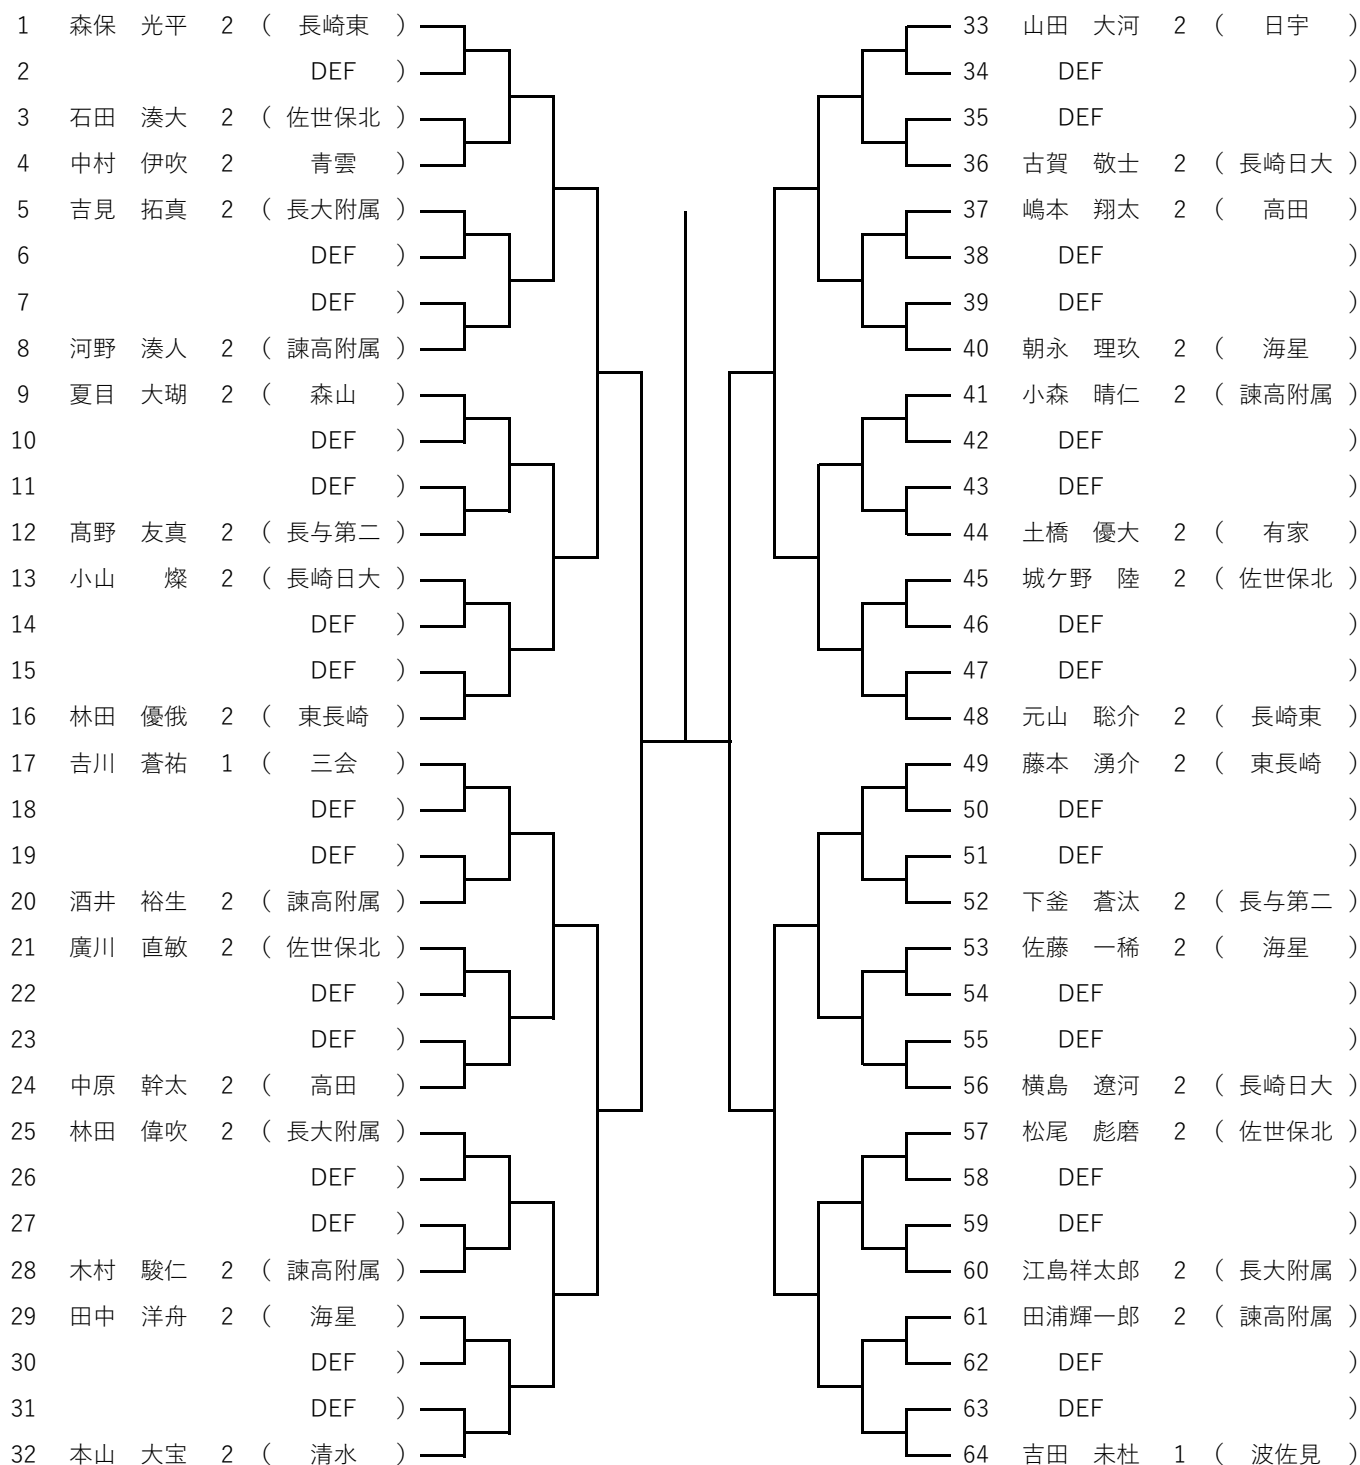 1 森保 光平 2 ( 長崎東 )
2 DEF )
3 石田 湊大 2 ( 佐世保北 )
4 中村 伊吹 2 青雲 )
5 吉見 拓真 2 ( 長大附属 )
6 DEF )
7 DEF )
8 河野 湊人 2 ( 諫高附属 )
9 夏目 大瑚 2 ( 森山 )
10 DEF )
11 DEF )
12 髙野 友真 2 ( 長与第二 )
13 小山 燦 2 ( 長崎日大 )
14 DEF )
15 DEF )
16 林田 優俄 2 ( 東長崎 )
17 吉川 蒼祐 1 ( 三会 )
18 DEF )
19 DEF )
20 酒井 裕生 2 ( 諫高附属 )
21 廣川 直敏 2 ( 佐世保北 )
22 DEF )
23 DEF )
24 中原 幹太 2 ( 高田 )
25 林田 偉吹 2 ( 長大附属 )
26 DEF )
27 DEF )
28 木村 駿仁 2 ( 諫高附属 )
29 田中 洋舟 2 ( 海星 )
30 DEF )
31 DEF )
32 本山 大宝 2 ( 清水 )
33 山田 大河 2 ( 日宇 )
34 DEF )
35 DEF )
36 古賀 敬士 2 ( 長崎日大 )
37 嶋本 翔太 2 ( 高田 )
38 DEF )
39 DEF )
40 朝永 理玖 2 ( 海星 )
41 小森 晴仁 2 ( 諫高附属 )
42 DEF )
43 DEF )
44 土橋 優大 2 ( 有家 )
45 城ケ野 陸 2 ( 佐世保北 )
46 DEF )
47 DEF )
48 元山 聡介 2 ( 長崎東 )
49 藤本 湧介 2 ( 東長崎 )
50 DEF )
51 DEF )
52 下釜 蒼汰 2 ( 長与第二 )
53 佐藤 一稀 2 ( 海星 )
54 DEF )
55 DEF )
56 横島 遼河 2 ( 長崎日大 )
57 松尾 彪磨 2 ( 佐世保北 )
58 DEF )
59 DEF )
60 江島祥太郎 2 ( 長大附属 )
61 田浦輝一郎 2 ( 諫高附属 )
62 DEF )
63 DEF )
64 吉田 未杜 1 ( 波佐見 )